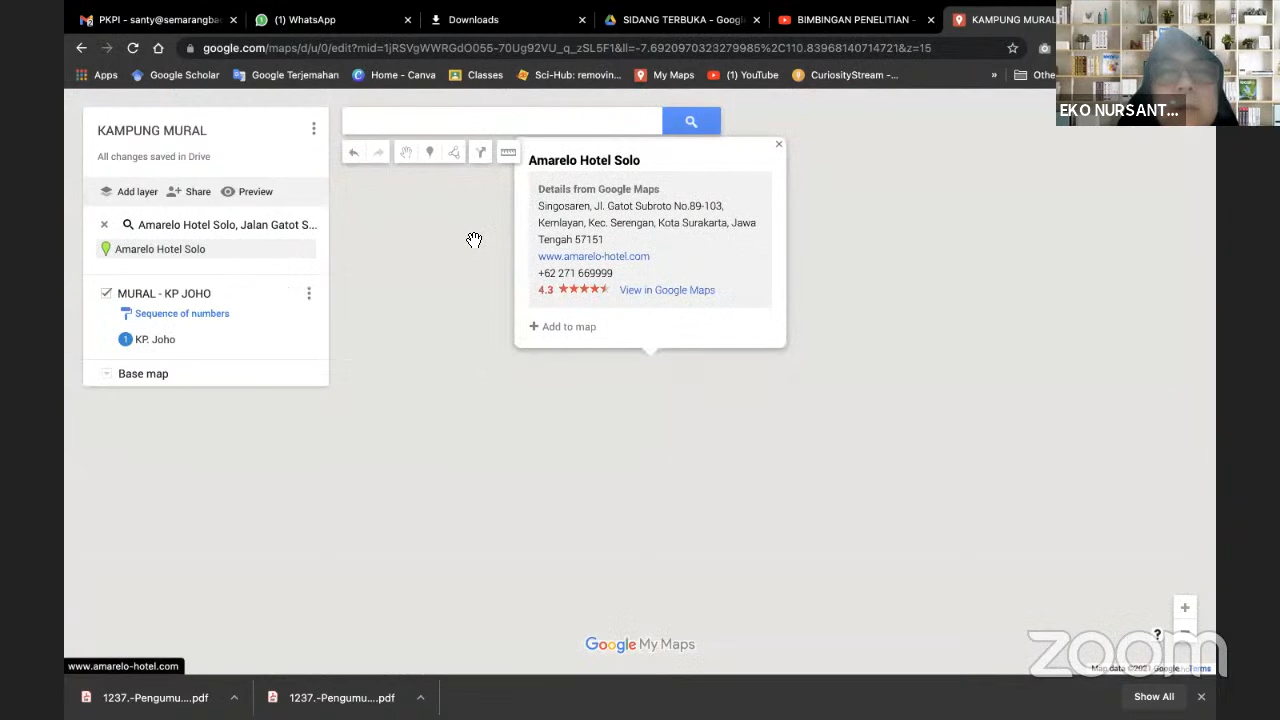 PKPI - santy@semarangba
(1) WhatsApp
Downloads
SIDANG TERBUKA - Googl
BIMBINGAN PENELITIAN -
KAMPUNG MURAL
google.com/maps/d/u/0/edit?mid=1jRSVgWWRGdO055-70Ug92VU_q_zSL5F1&ll=-7.6920970323279985%2C110.83968140714721&z=15
Apps
Google Scholar
Google Terjemahan
Home - Canva
Classes
Sci-Hub: removin...
My Maps
(1) YouTube
CuriosityStream -...
»
Othe
EKO NURSANT...
KAMPUNG MURAL
All changes saved in Drive
Add layer
Share
Preview
Amarelo Hotel Solo, Jalan Gatot S...
Amarelo Hotel Solo
MURAL - KP JOHO
Sequence of numbers
1 KP. Joho
Base map
Amarelo Hotel Solo
Details from Google Maps
Singosaren, Jl. Gatot Subroto No.89-103,
Kemlayan, Kec. Serengan, Kota Surakarta, Jawa
Tengah 57151
www.amarelo-hotel.com
+62 271 669999
4.3
View in Google Maps
+ Add to map
Google My Maps
zoom
Map data ©2021 Google
Terms
www.amarelo-hotel.com
1237.-Pengumu....pdf
1237.-Pengumu....pdf
Show All